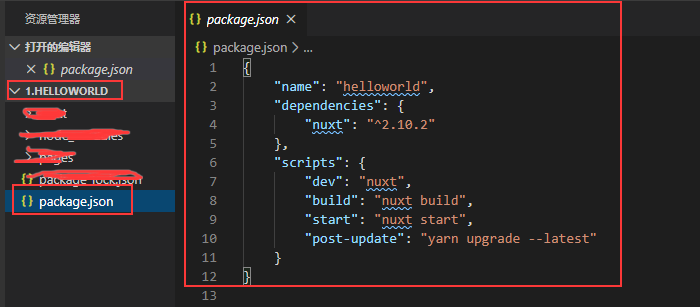 资源管理器
打开的编辑器
{} package.json
1.HELLOWORLD
pages
package-lock.json
{} package.json
{} package.json
{} package.json > ...
1 {
2 "name": "helloworld",
3 "dependencies": {
4 "nuxt": "^2.10.2"
5 },
6 "scripts": {
7 "dev": "nuxt",
8 "build": "nuxt build",
9 "start": "nuxt start",
10 "post-update": "yarn upgrade --latest"
11 }
12 }
13